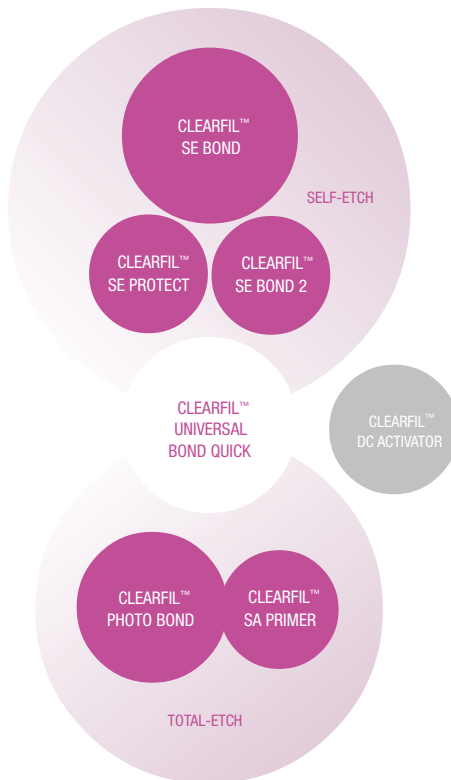 CLEARFIL™
SE BOND
SELF-ETCH
CLEARFIL™
SE PROTECT
CLEARFIL™
SE BOND 2
CLEARFIL™
UNIVERSAL
BOND QUICK
CLEARFIL™
DC ACTIVATOR
CLEARFIL™
PHOTO BOND
CLEARFIL™
SA PRIMER
TOTAL-ETCH